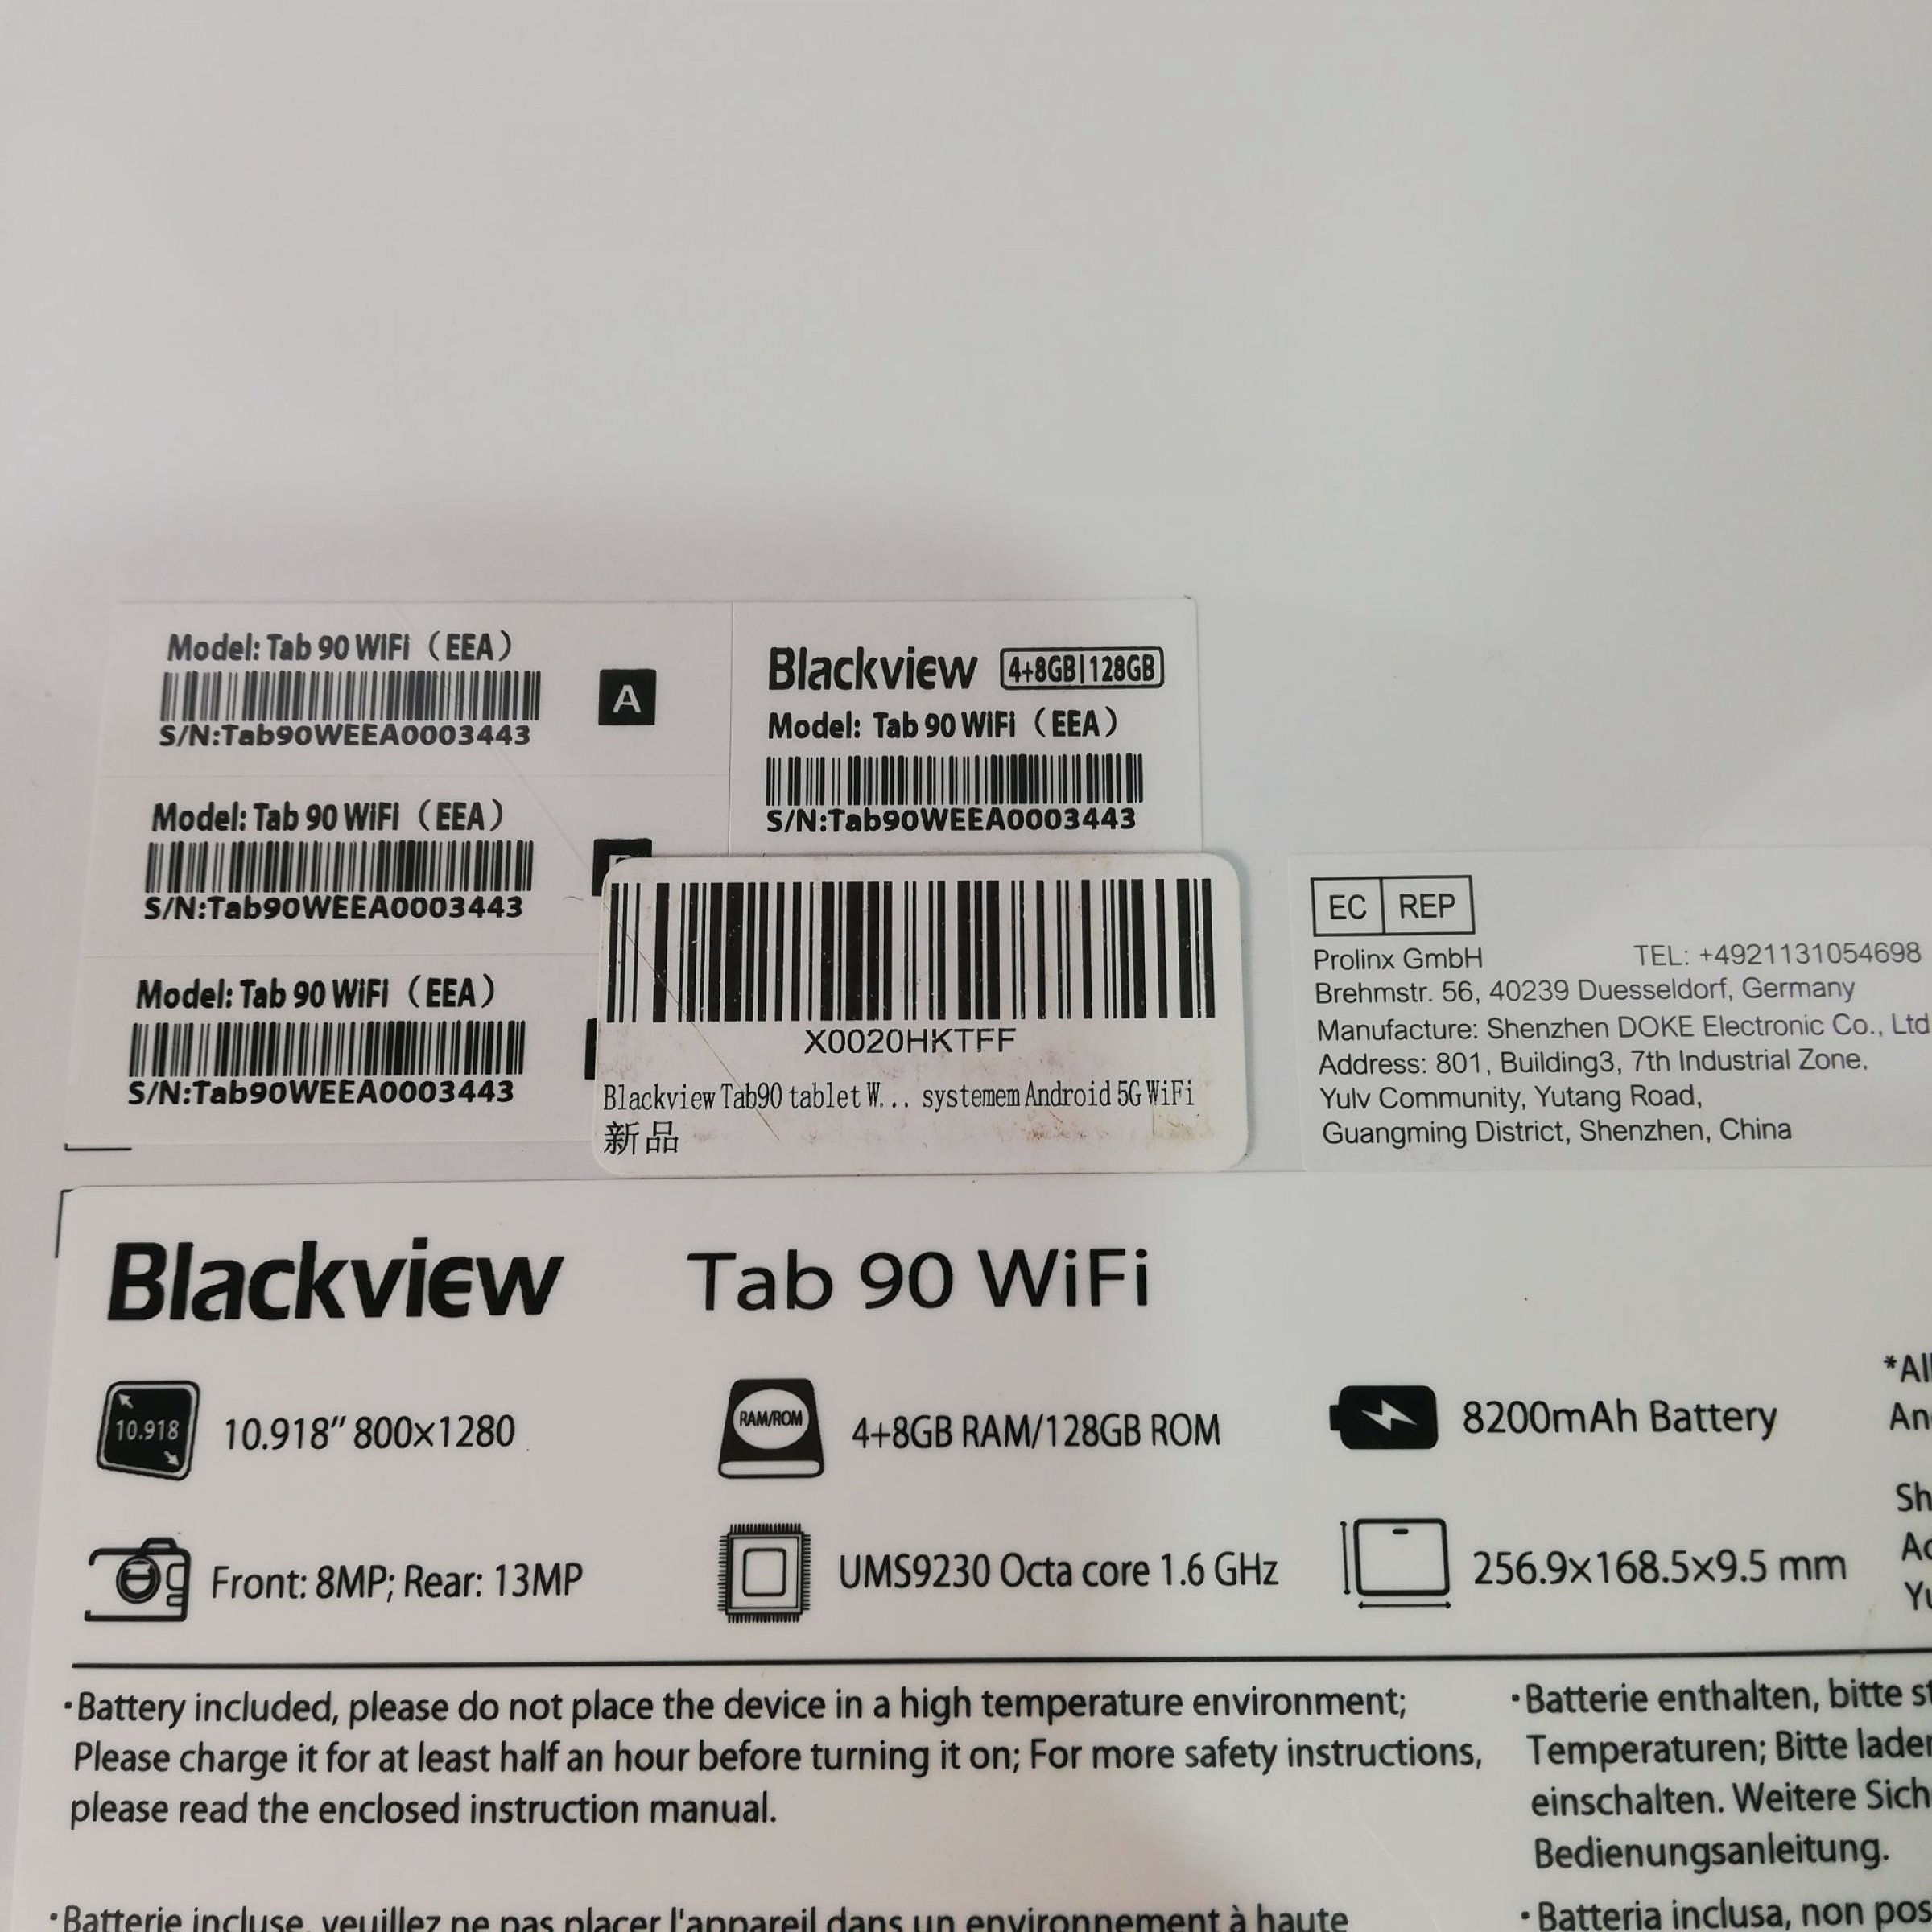 Model: Tab 90 WiFi（EEA）
S/N:Tab90WEEA0003443
A
Model: Tab 90 WiFi（EEA）
S/N:Tab90WEEA0003443
Model: Tab 90 WiFi（EEA）
S/N:Tab90WEEA0003443
Blackview 4+8GB|128GB
Model: Tab 90 WiFi（EEA）
S/N:Tab90WEEA0003443
X0020HKTFF
Blackview Tab90 tablet W... systemem Android 5G WiFi
新品
EC REP
Prolinx GmbH TEL: +4921131054698
Brehmstr. 56, 40239 Duesseldorf, Germany
Manufacture: Shenzhen DOKE Electronic Co., Ltd
Address: 801, Building3, 7th Industrial Zone,
Yulv Community, Yutang Road,
Guangming District, Shenzhen, China
Blackview Tab 90 WiFi
10.918 10.918" 800×1280
RAM/ROM 4+8GB RAM/128GB ROM
8200mAh Battery
Front: 8MP; Rear: 13MP
UMS9230 Octa core 1.6 GHz
256.9×168.5×9.5 mm
·Battery included, please do not place the device in a high temperature environment;
Please charge it for at least half an hour before turning it on; For more safety instructions,
please read the enclosed instruction manual.
·Batterie enthalten, bitte
Temperaturen; Bitte
einschalten. Weitere
Bedienungsanleitung.
·Batterie incluse, veuillez ne pas placer l'appareil dans un environnement à haute
·Batteria inclusa, non